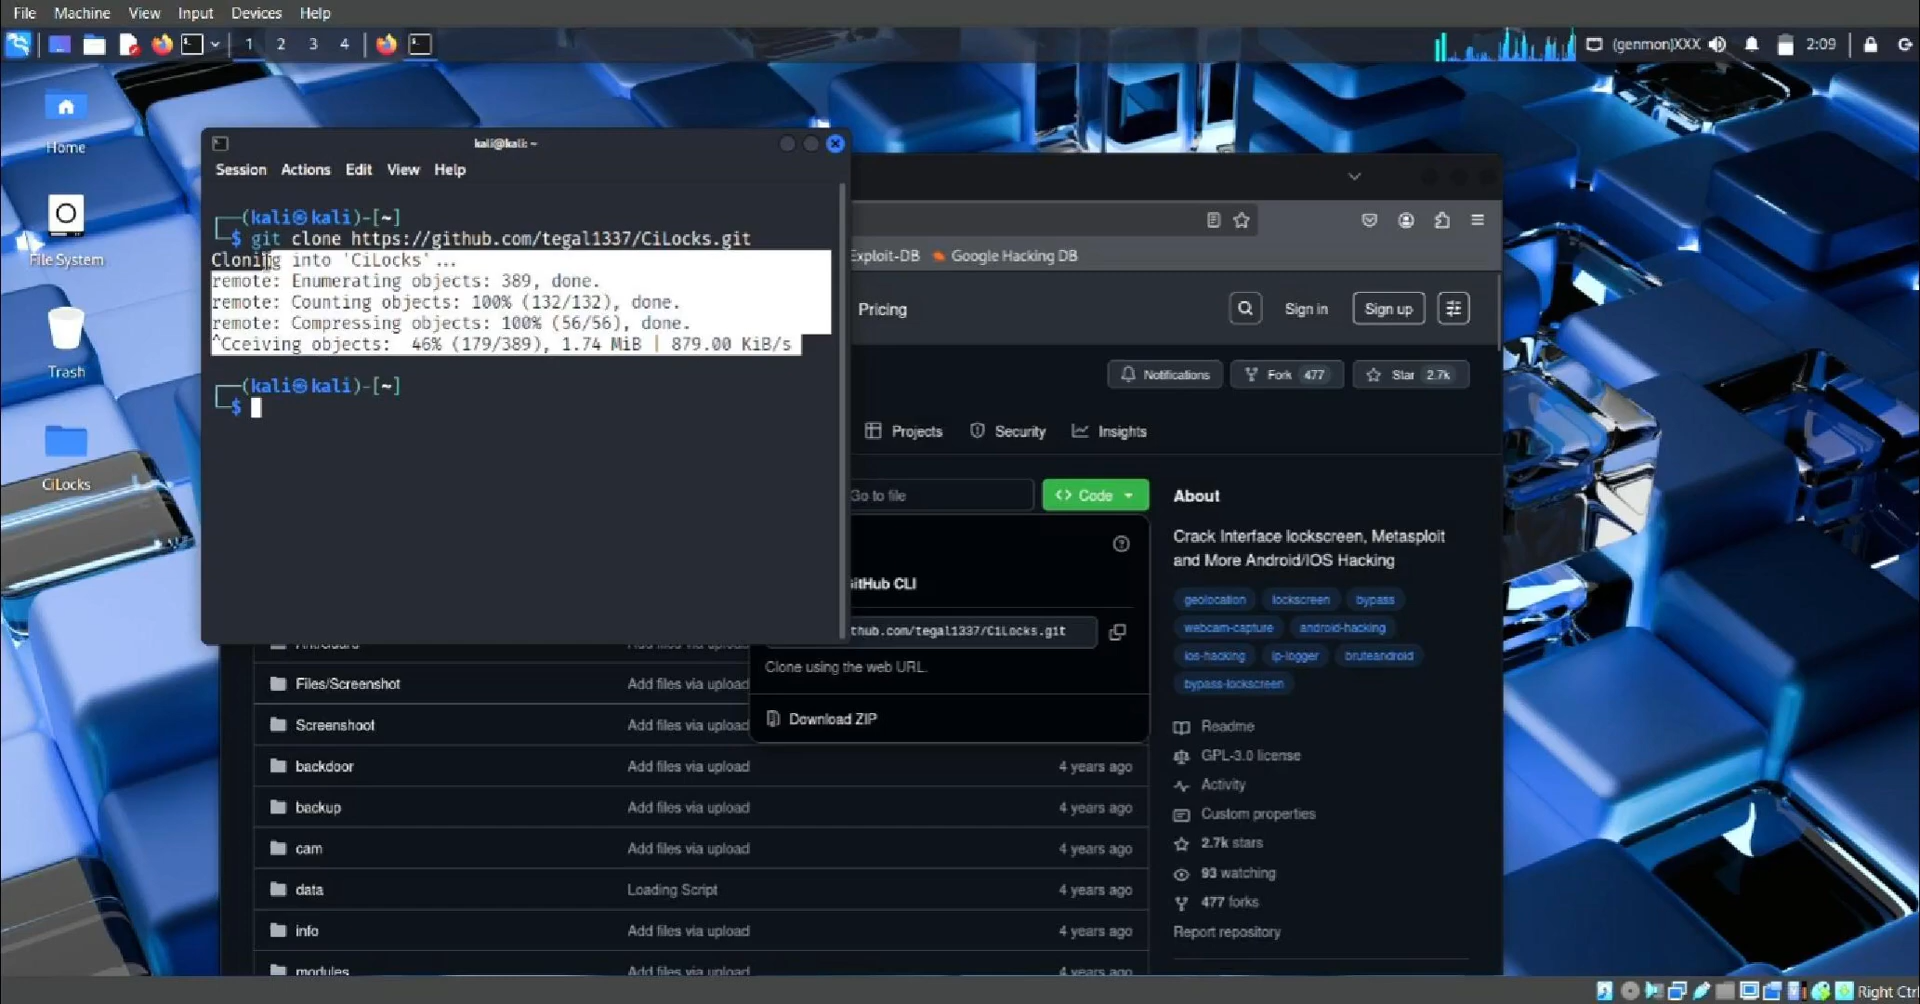 File Machine View Input Devices Help
1 2 3 4 (genmon)XXX 2:09
Home
File System
Trash
CiLocks
kali@kali: ~
Session Actions Edit View Help
(kali㉿kali)-[~]
$ git clone https://github.com/tegal1337/CiLocks.git
Cloning into 'CiLocks'...
remote: Enumerating objects: 389, done.
remote: Counting objects: 100% (132/132), done.
remote: Compressing objects: 100% (56/56), done.
^Cceiving objects:  46% (179/389), 1.74 MiB | 879.00 KiB/s
(kali㉿kali)-[~]
$
Exploit-DB Google Hacking DB
Pricing Sign in Sign up
Notifications Fork 477 Star 2.7k
Projects Security Insights
Go to file Code
itHub CLI
thub.com/tegal1337/CiLocks.git
Clone using the web URL.
Download ZIP
Files/Screenshot Add files via upload
Screenshoot Add files via upload
backdoor Add files via upload 4 years ago
backup Add files via upload 4 years ago
cam Add files via upload 4 years ago
data Loading Script 4 years ago
info Add files via upload 4 years ago
modules Add files via upload 4 years ago
About
Crack Interface lockscreen, Metasploit
and More Android/IOS Hacking
geolocation lockscreen bypass
webcam-capture android-hacking
ios-hacking ip-logger bruteandroid
bypass-lockscreen
Readme
GPL-3.0 license
Activity
Custom properties
2.7k stars
93 watching
477 forks
Report repository
Right Ctrl